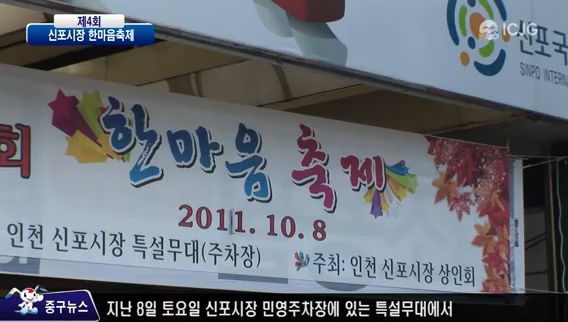 제4회
신포시장 한마음축제
ICJG
신포국
SINPO INTERN
회 한마음 축제
2011. 10. 8
인천 신포시장 특설무대(주차장)
주최: 인천 신포시장 상인회
중구뉴스
지난 8일 토요일 신포시장 민영주차장에 있는 특설무대에서